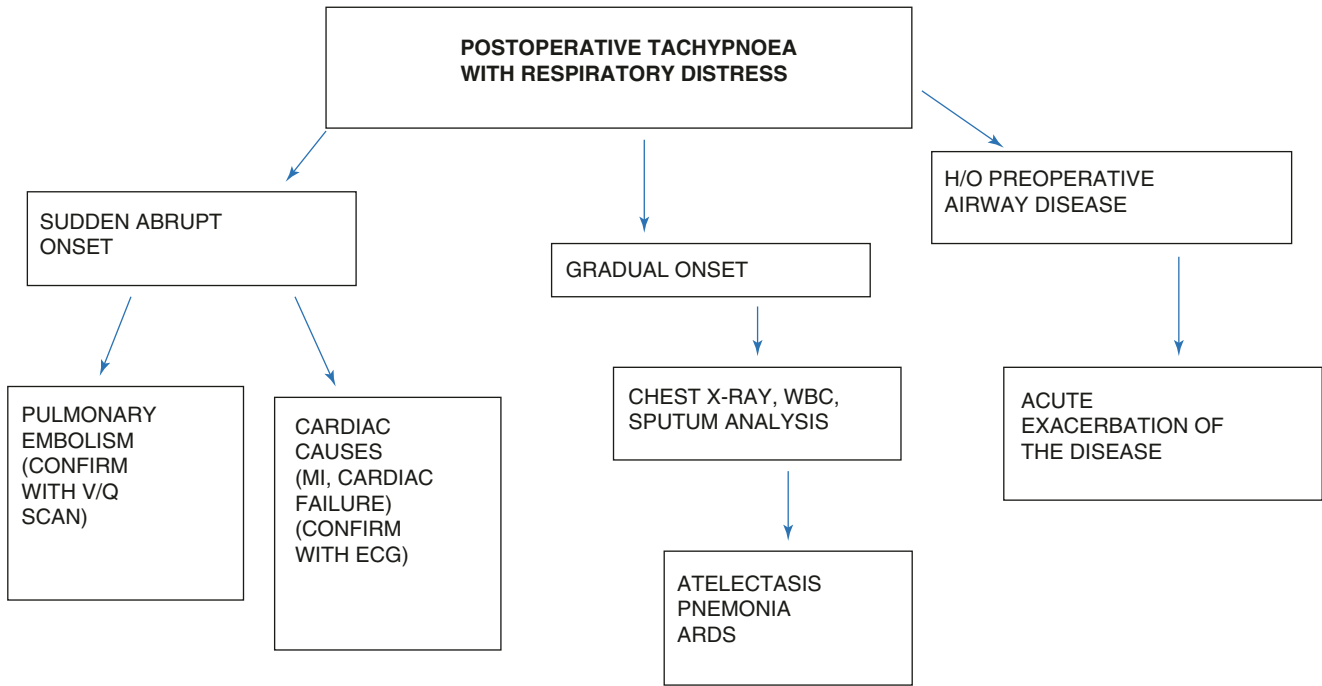 POSTOPERATIVE TACHYPNOEA
WITH RESPIRATORY DISTRESS
SUDDEN ABRUPT
ONSET
GRADUAL ONSET
H/O PREOPERATIVE
AIRWAY DISEASE
PULMONARY
EMBOLISM
(CONFIRM
WITH V/Q
SCAN)
CARDIAC
CAUSES
(MI, CARDIAC
FAILURE)
(CONFIRM
WITH ECG)
CHEST X-RAY, WBC,
SPUTUM ANALYSIS
ACUTE
EXACERBATION OF
THE DISEASE
ATELECTASIS
PNEMONIA
ARDS